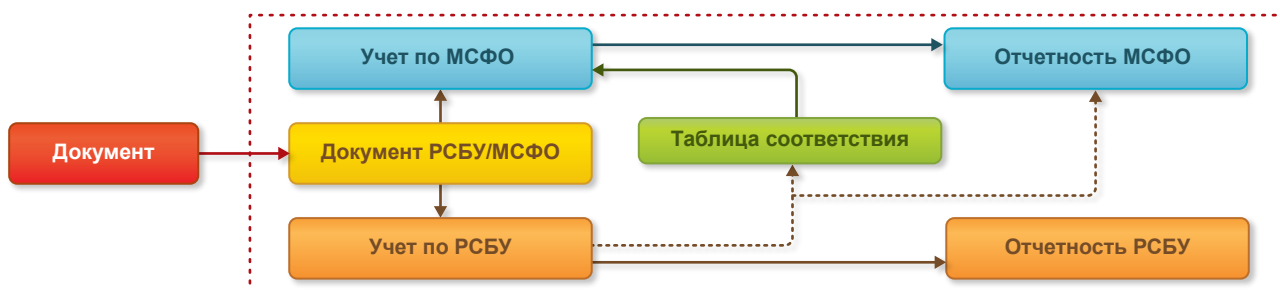 Учет по МСФО
Отчетность МСФО
Документ
Документ РСБУ/МСФО
Таблица соответствия
Учет по РСБУ
Отчетность РСБУ